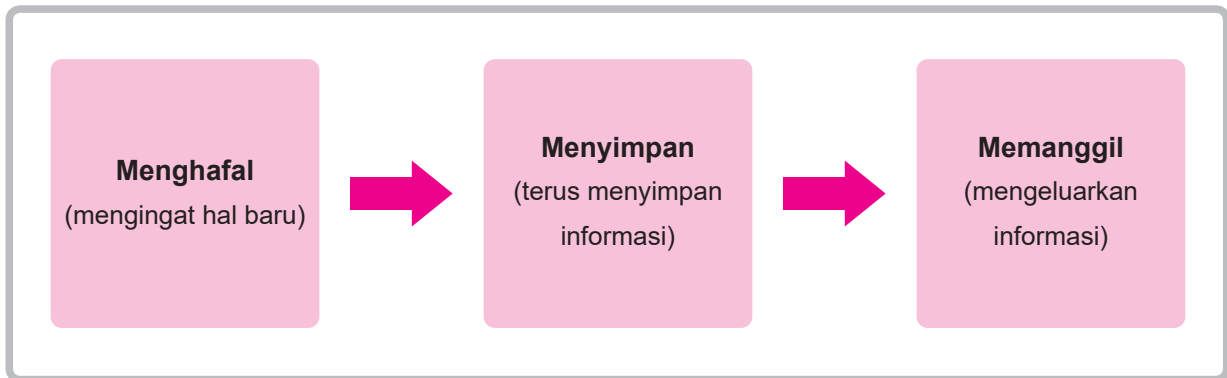 Menghafal
(mengingat hal baru)
Menyimpan
(terus menyimpan
informasi)
Memanggil
(mengeluarkan
informasi)